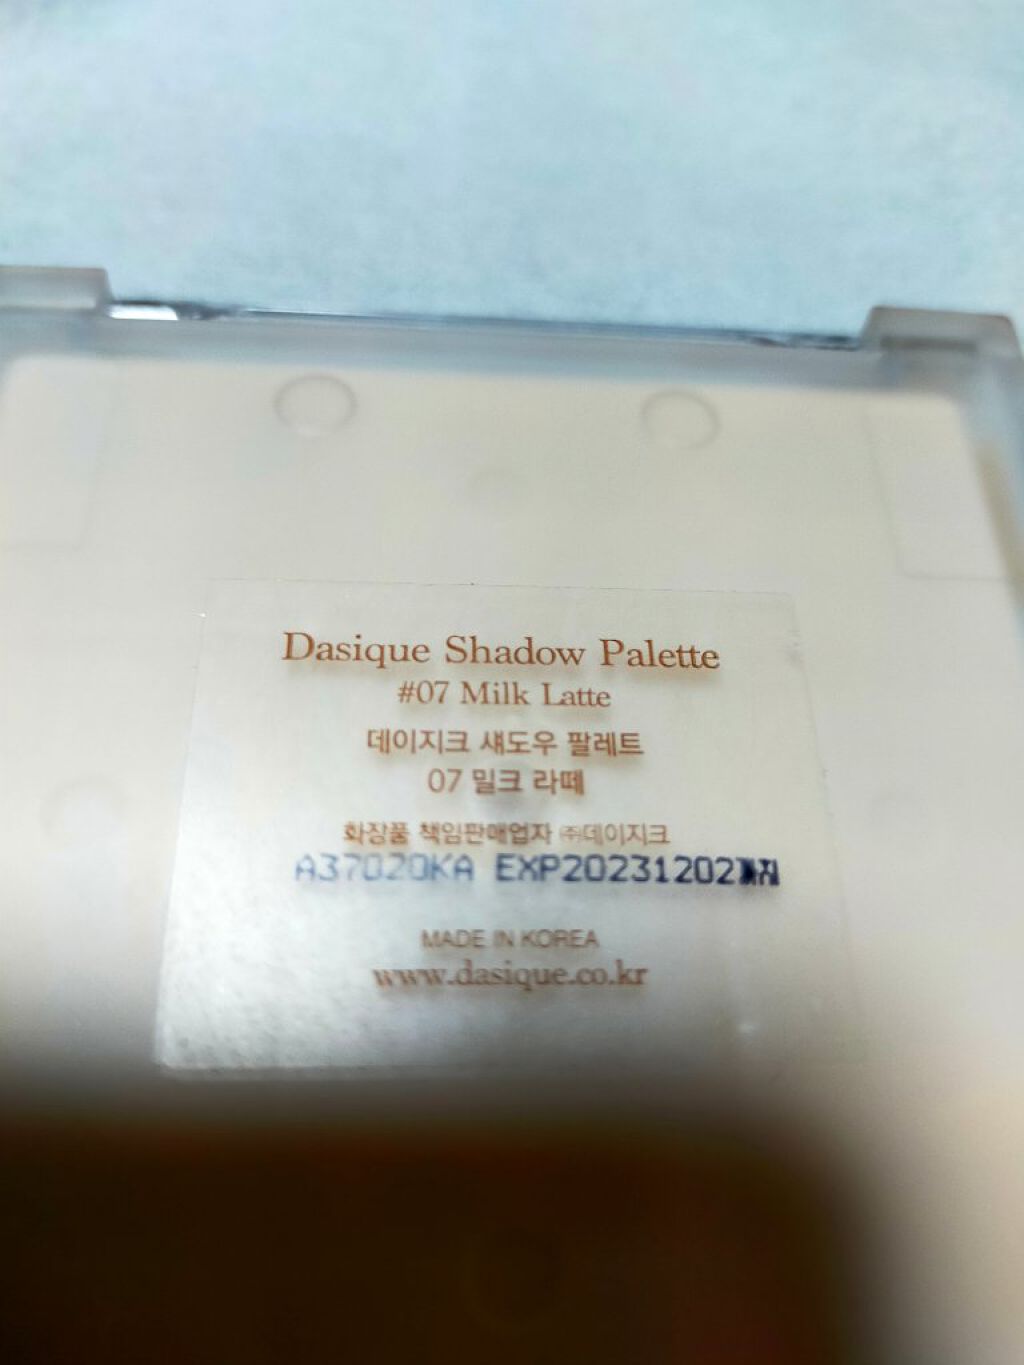 Dasique Shadow Palette
#07 Milk Latte
데이지크 섀도우 팔레트
07 밀크 라떼
화장품 책임판매업자 ㈜데이지크
A37020KA EXP20231202까지
MADE IN KOREA
www.dasique.co.kr